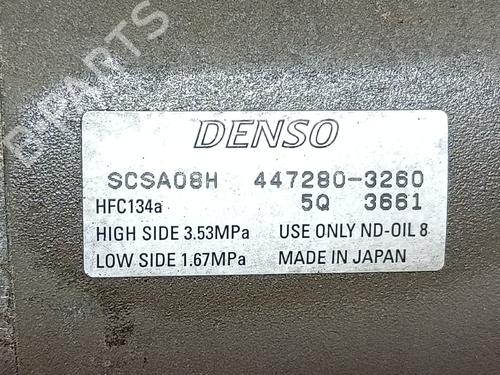 B PARTS
DENSO
SCSA08H 447280-3260
HFC134a 5Q 3661
HIGH SIDE 3.53MPa USE ONLY ND-OIL 8
LOW SIDE 1.67MPa MADE IN JAPAN